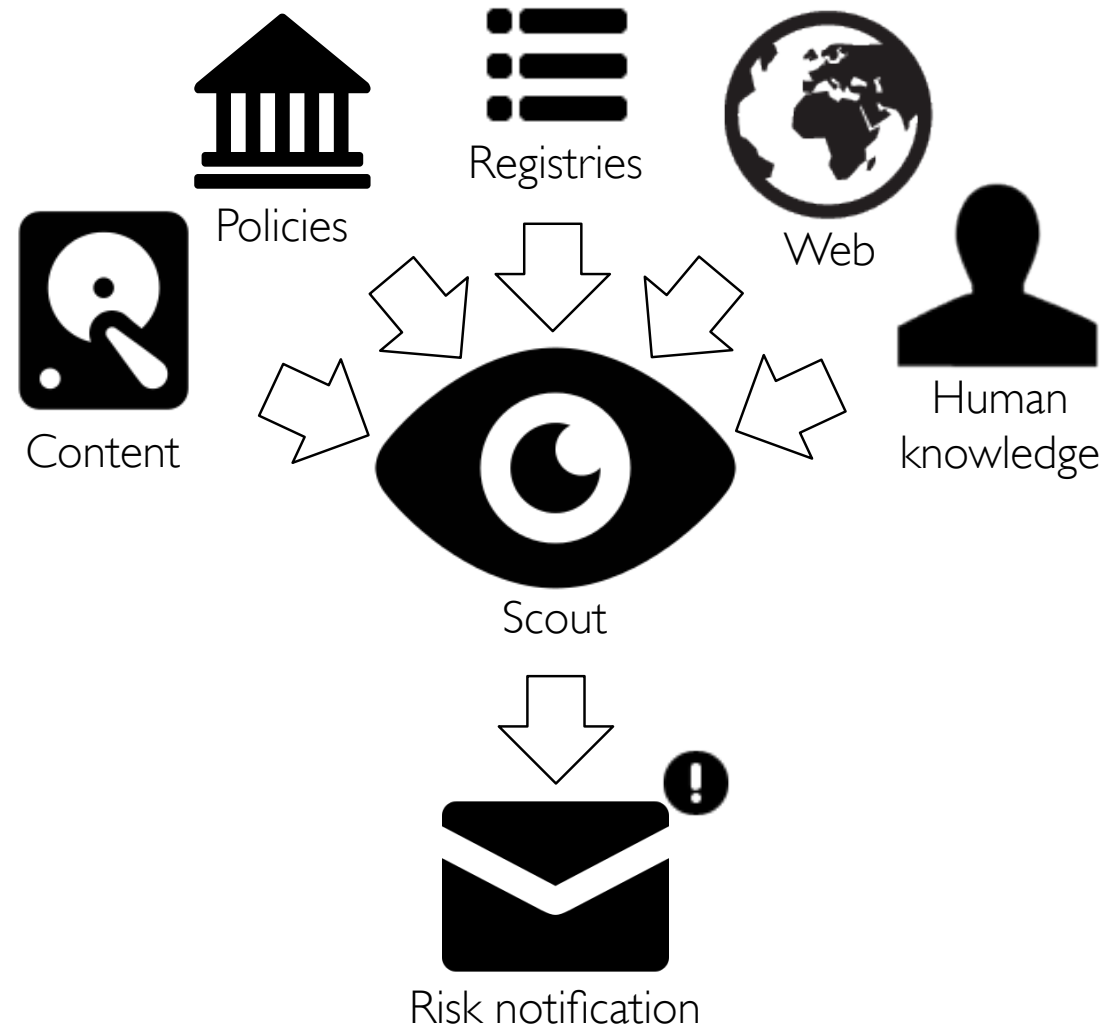 Registries
Policies
Web
Human
knowledge
Content
Scout
Risk notification